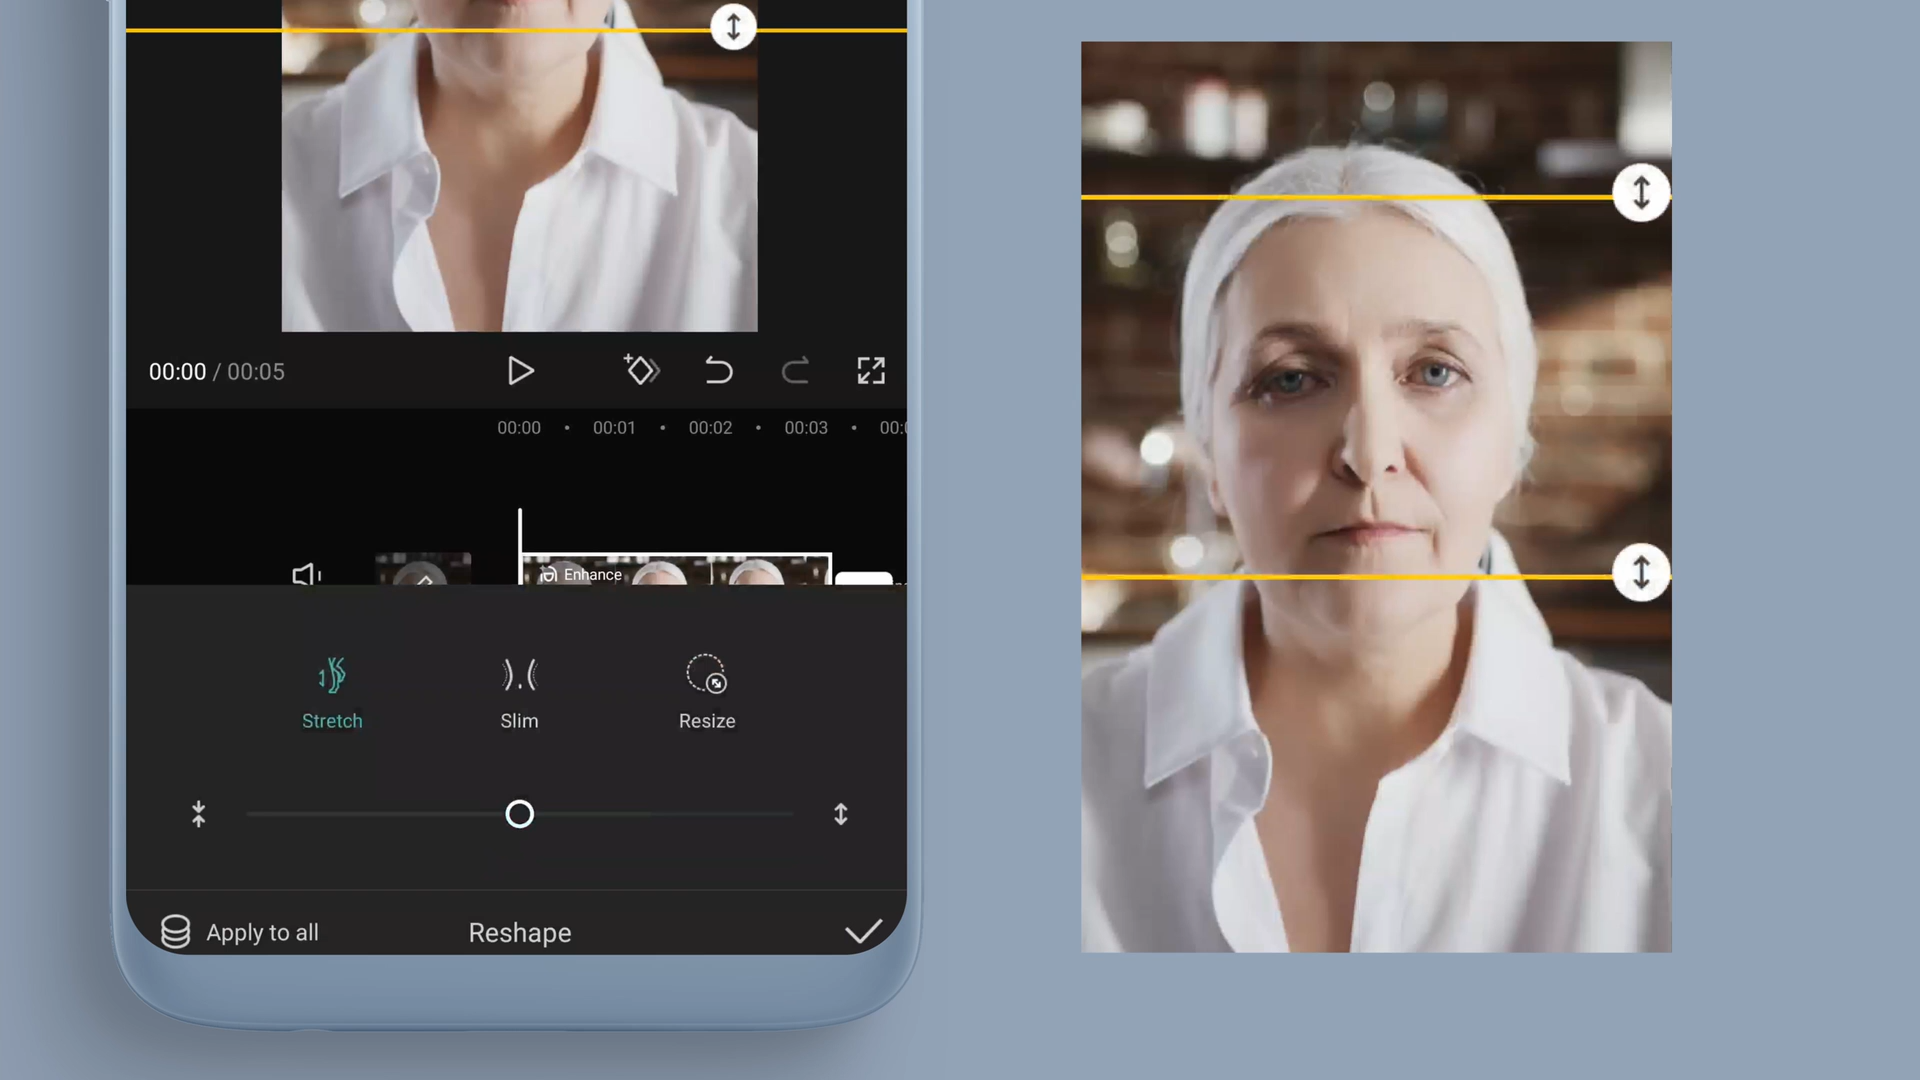 00:00 / 00:05
00:00 00:01 00:02 00:03
Enhance
Stretch Slim Resize
Apply to all Reshape